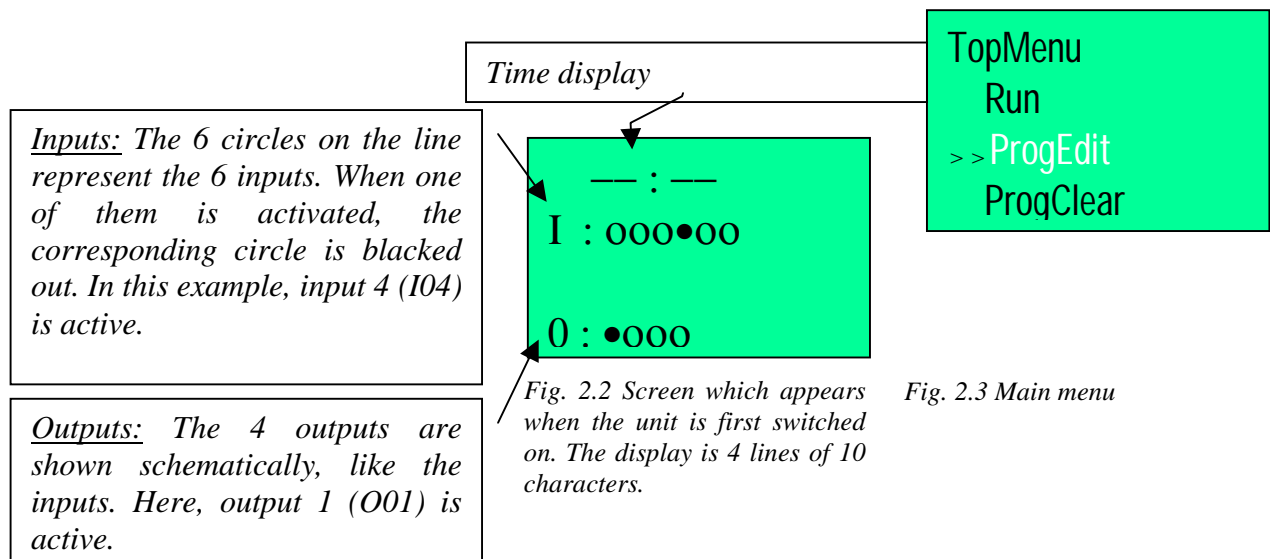 Time display
TopMenu
Run
>> ProgEdit
ProgClear
Inputs: The 6 circles on the line
represent the 6 inputs. When one
of them is activated, the
corresponding circle is blacked
out. In this example, input 4 (I04)
is active.
–– : ––
I : ooo●oo
0 : ●ooo
Outputs: The 4 outputs are
shown schematically, like the
inputs. Here, output 1 (O01) is
active.
Fig. 2.2 Screen which appears
when the unit is first switched
on. The display is 4 lines of 10
characters.
Fig. 2.3 Main menu